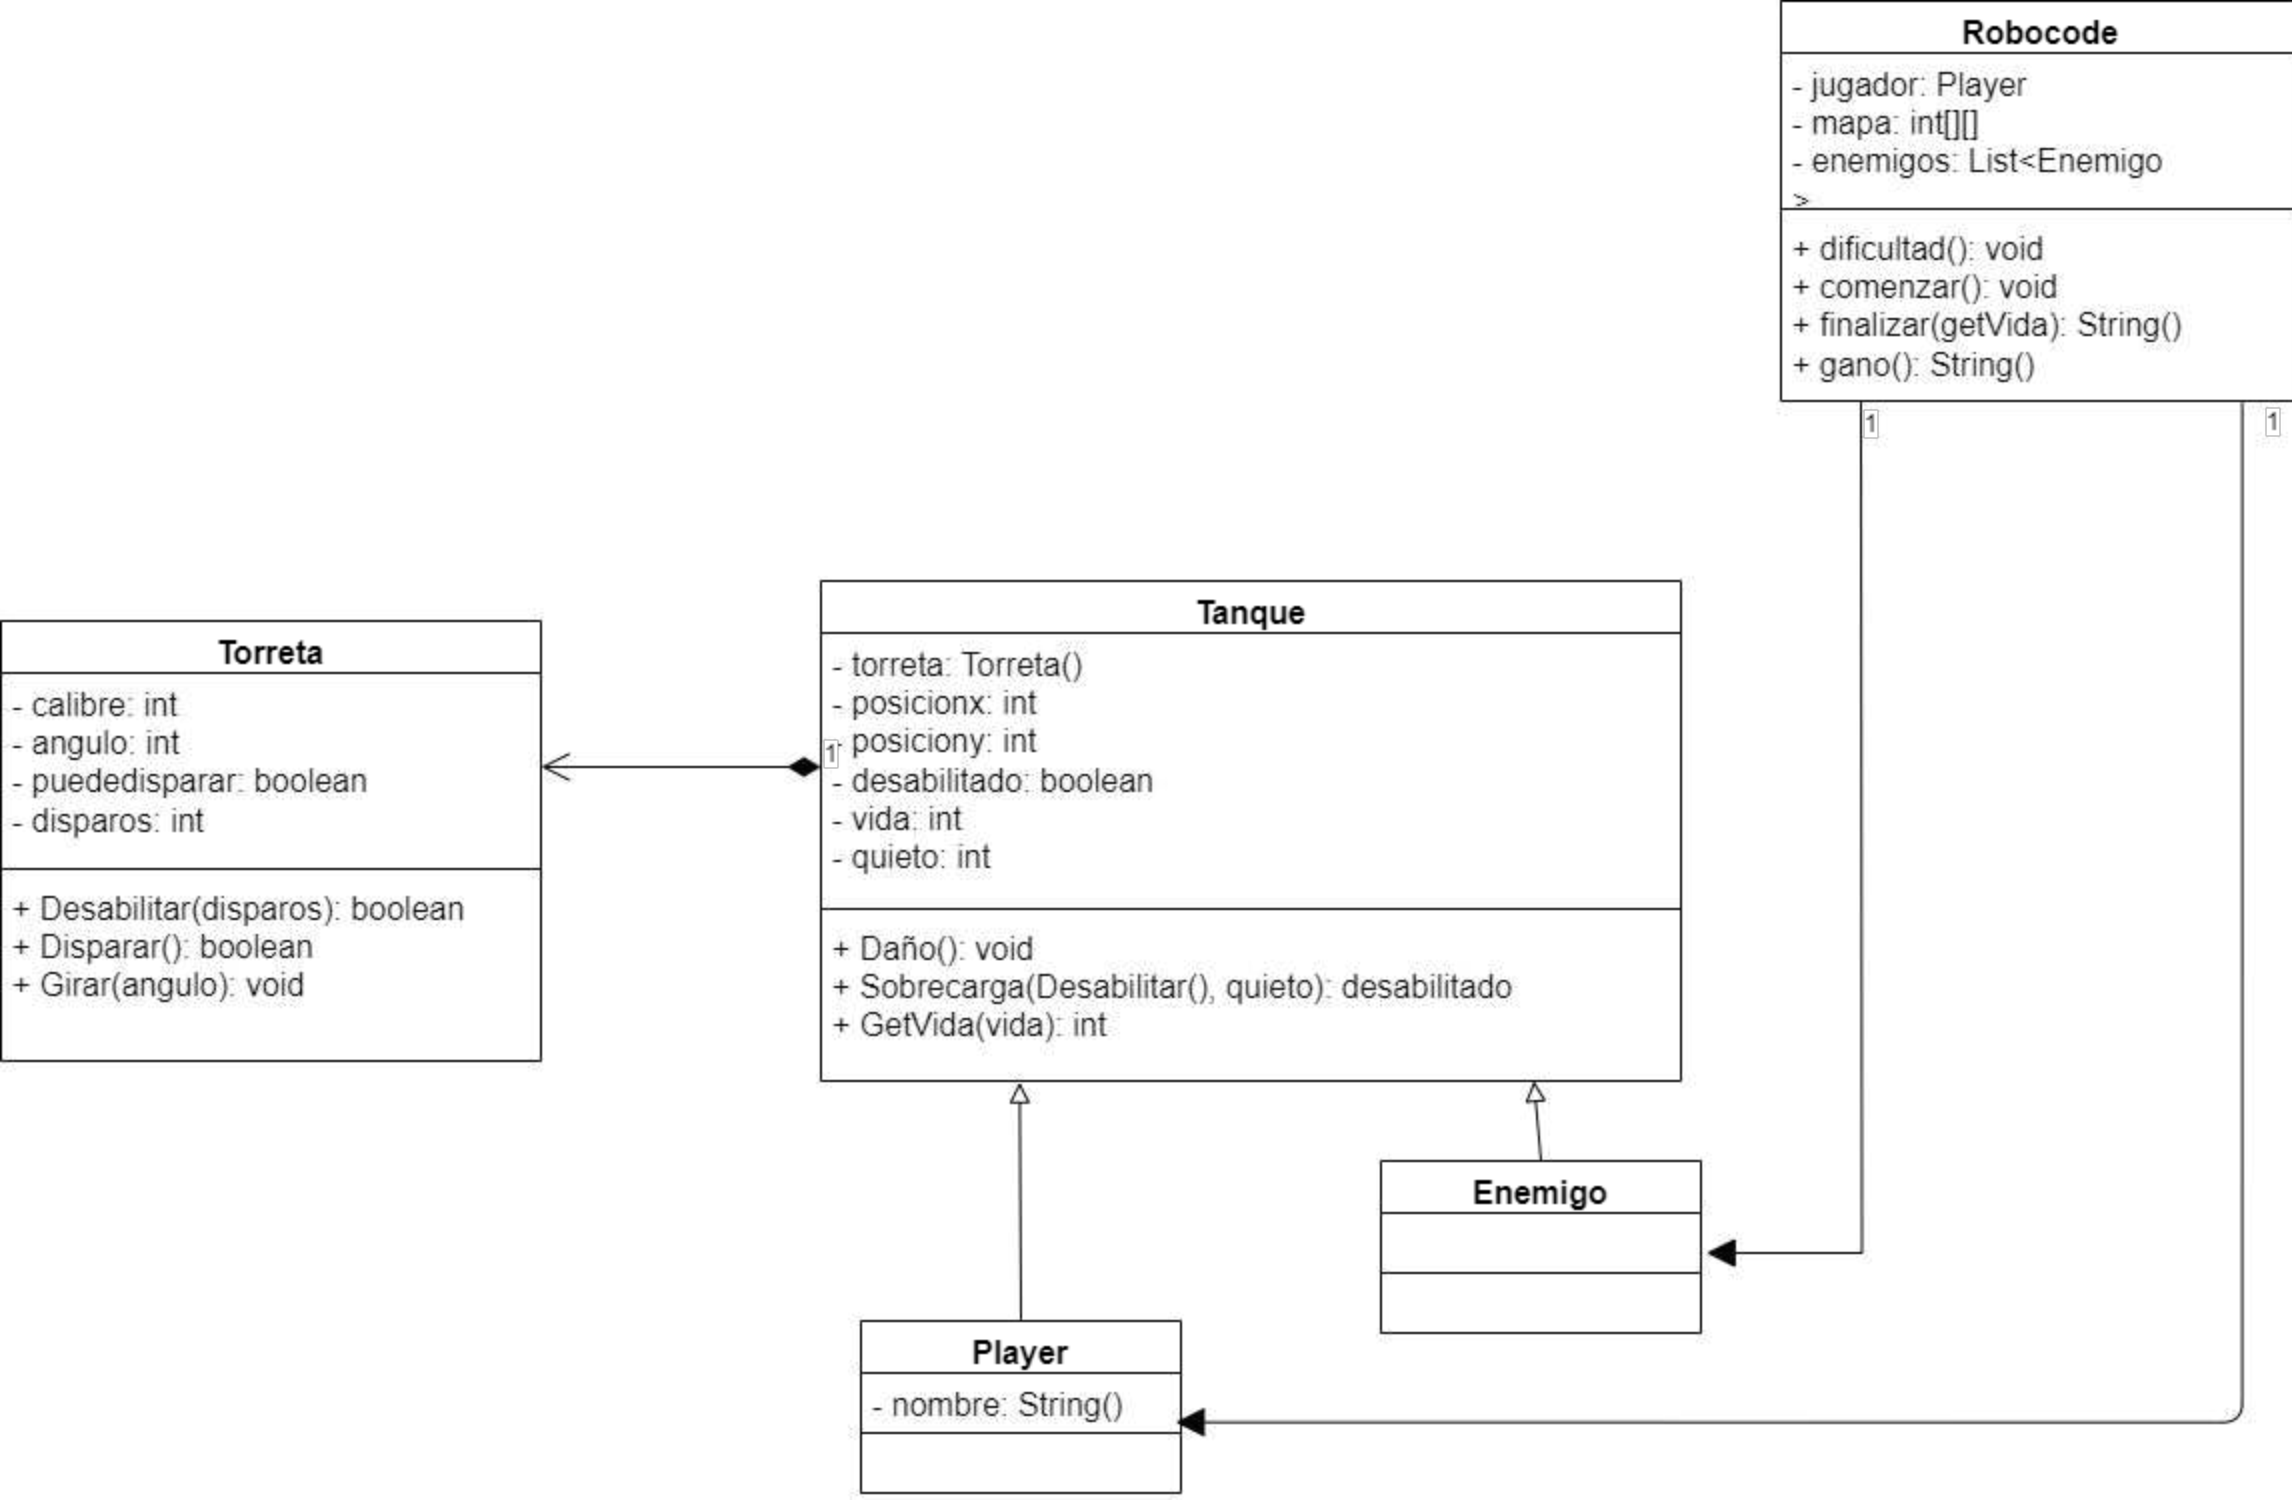 Robocode
- jugador: Player
- mapa: int[][]
- enemigos: List<Enemigo
>
+ dificultad(): void
+ comenzar(): void
+ finalizar(getVida): String()
+ gano(): String()
1
1
Tanque
- torreta: Torreta()
- posicionx: int
- posiciony: int
- desabilitado: boolean
- vida: int
- quieto: int
1
+ Daño(): void
+ Sobrecarga(Desabilitar(), quieto): desabilitado
+ GetVida(vida): int
Torreta
- calibre: int
- angulo: int
- puededisparar: boolean
- disparos: int
+ Desabilitar(disparos): boolean
+ Disparar(): boolean
+ Girar(angulo): void
Enemigo
Player
- nombre: String()